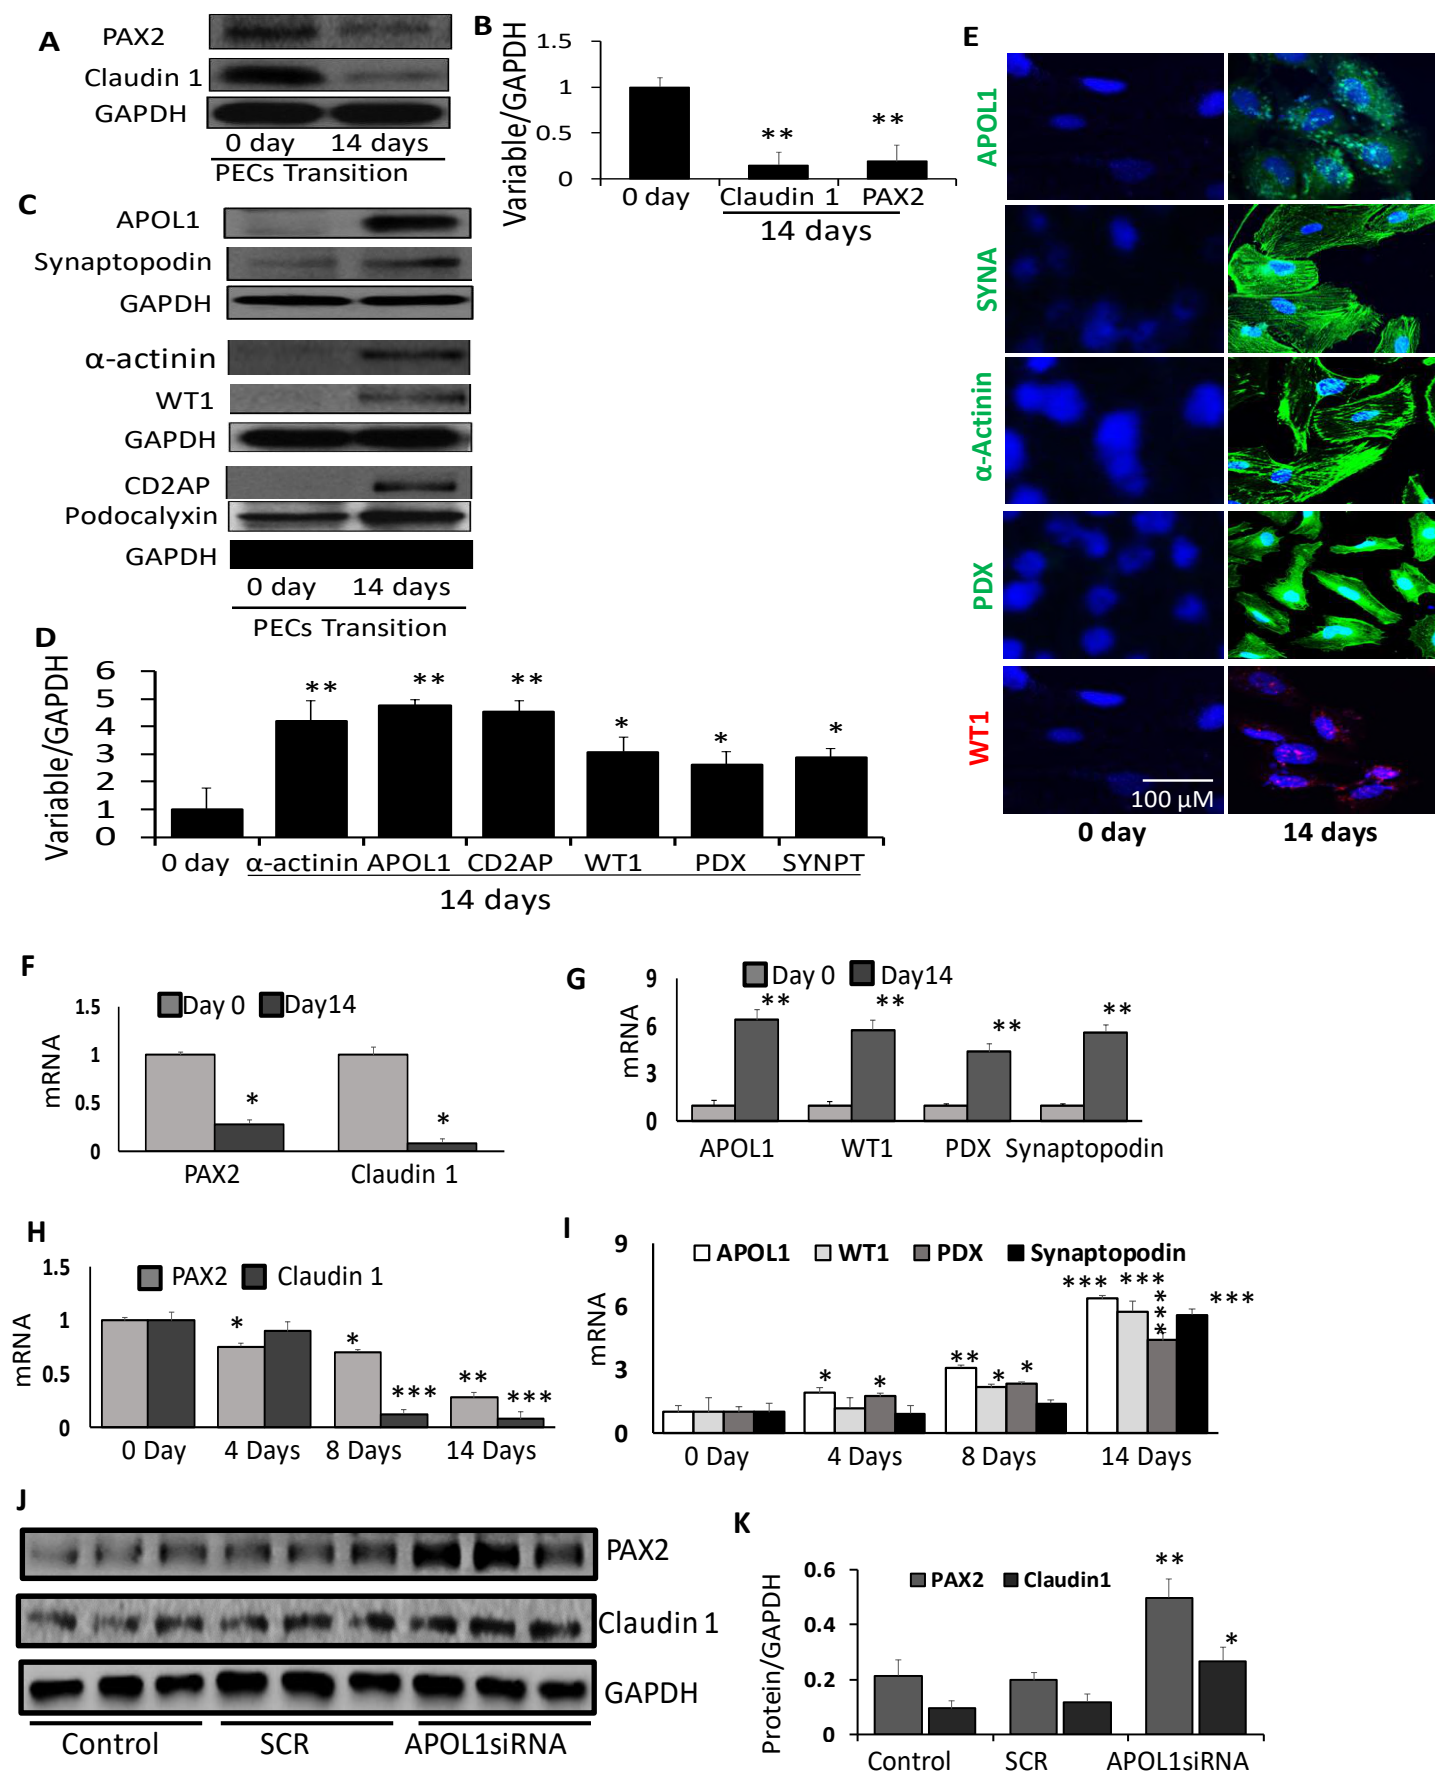 A
PAX2
Claudin 1
GAPDH
0 day 14 days
PECs Transition
B
Variable/GAPDH
1.5
1
0.5
0
**
**
0 day Claudin 1 PAX2
14 days
C
APOL1
Synaptopodin
GAPDH
α-actinin
WT1
GAPDH
CD2AP
Podocalyxin
GAPDH
0 day 14 days
PECs Transition
D
Variable/GAPDH
6
5
4
3
2
1
0
** ** ** * * *
0 day α-actinin APOL1 CD2AP WT1 PDX SYNPT
14 days
E
APOL1
SYNA
α-Actinin
PDX
WT1
100 µM
0 day 14 days
F
Day 0 Day14
mRNA
1.5
1
0.5
0
* *
PAX2 Claudin 1
G
Day 0 Day14
mRNA
9
6
3
0
** ** ** **
APOL1 WT1 PDX Synaptopodin
H
PAX2 Claudin 1
mRNA
1.5
1
0.5
0
* * *** ** ***
0 Day 4 Days 8 Days 14 Days
I
APOL1 WT1 PDX Synaptopodin
mRNA
9
6
3
0
* * ** * * *** *** *** ***
0 Day 4 Days 8 Days 14 Days
J
PAX2
Claudin 1
GAPDH
Control SCR APOL1siRNA
K
PAX2 Claudin1
Protein/GAPDH
0.6
0.4
0.2
0
** *
Control SCR APOL1siRNA